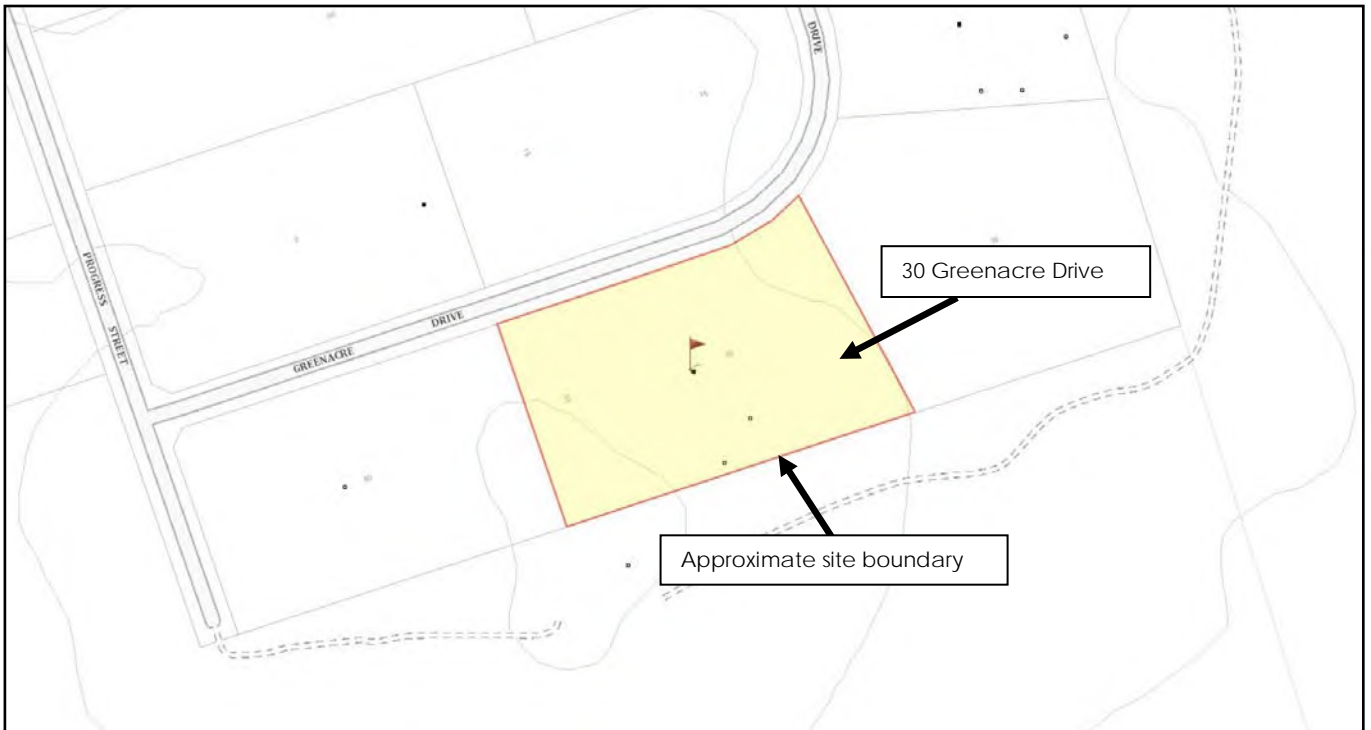 DRIVE
30 Greenacre Drive
PROGRESS
STREET
GREENACRE
DRIVE
Approximate site boundary